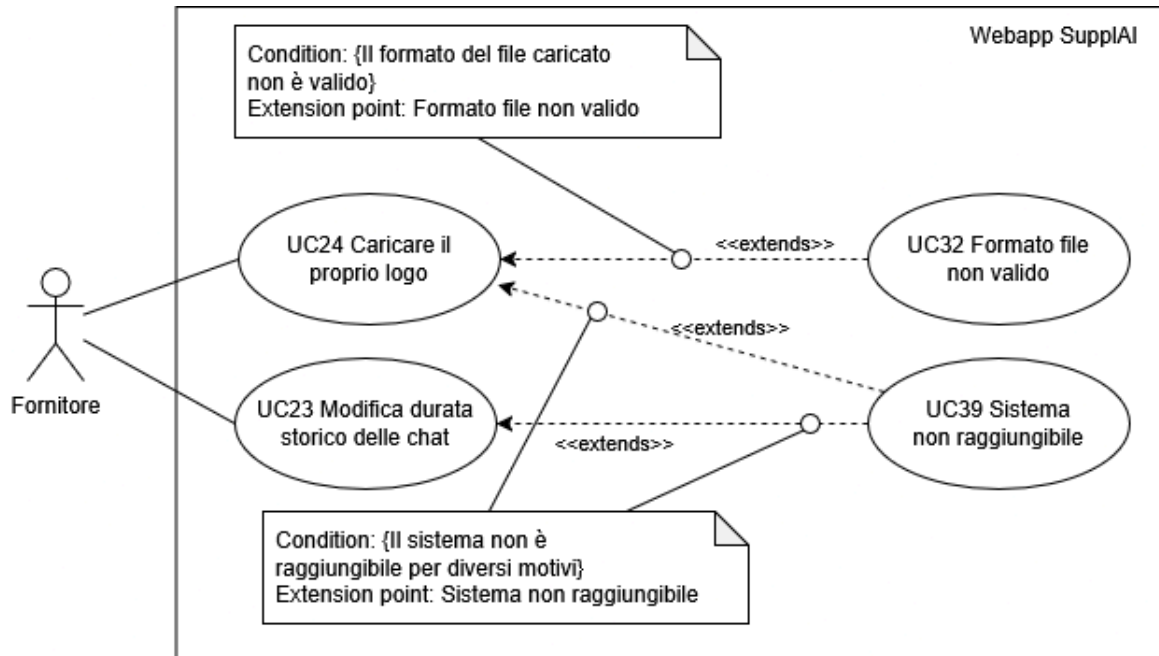 Webapp SupplAI
Condition: {Il formato del file caricato
non è valido}
Extension point: Formato file non valido
UC24 Caricare il
proprio logo
<<extends>>
UC32 Formato file
non valido
<<extends>>
Fornitore
UC23 Modifica durata
storico delle chat
<<extends>>
UC39 Sistema
non raggiungibile
Condition: {Il sistema non è
raggiungibile per diversi motivi}
Extension point: Sistema non raggiungibile